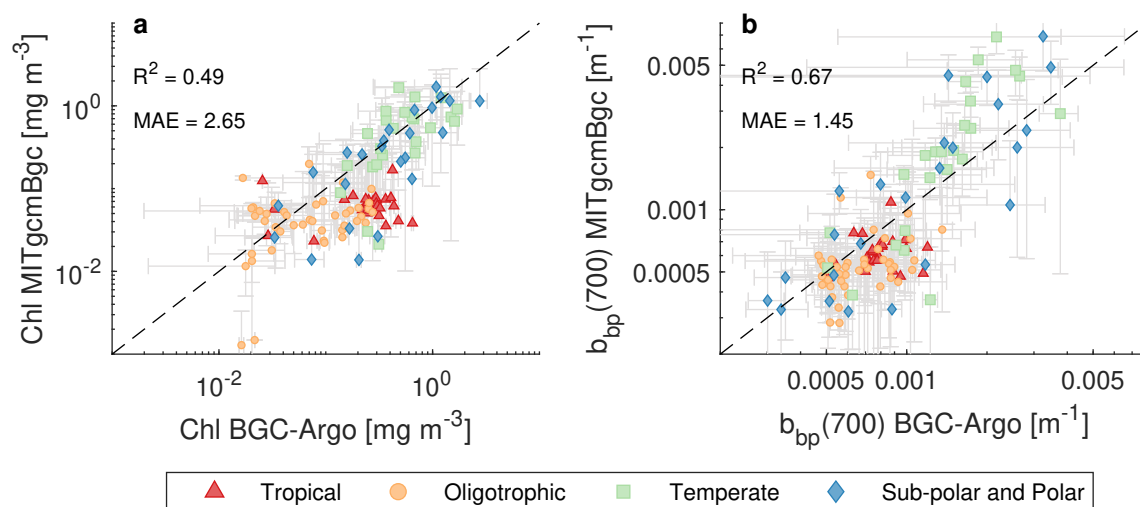 a
R² = 0.49
MAE = 2.65
10⁰
10⁻²
Chl MITgcmBgc [mg m⁻³]
10⁻²
10⁰
Chl BGC-Argo [mg m⁻³]
b
R² = 0.67
MAE = 1.45
0.005
0.001
0.0005
b_bp(700) MITgcmBgc [m⁻¹]
0.0005
0.001
0.005
b_bp(700) BGC-Argo [m⁻¹]
Tropical
Oligotrophic
Temperate
Sub-polar and Polar